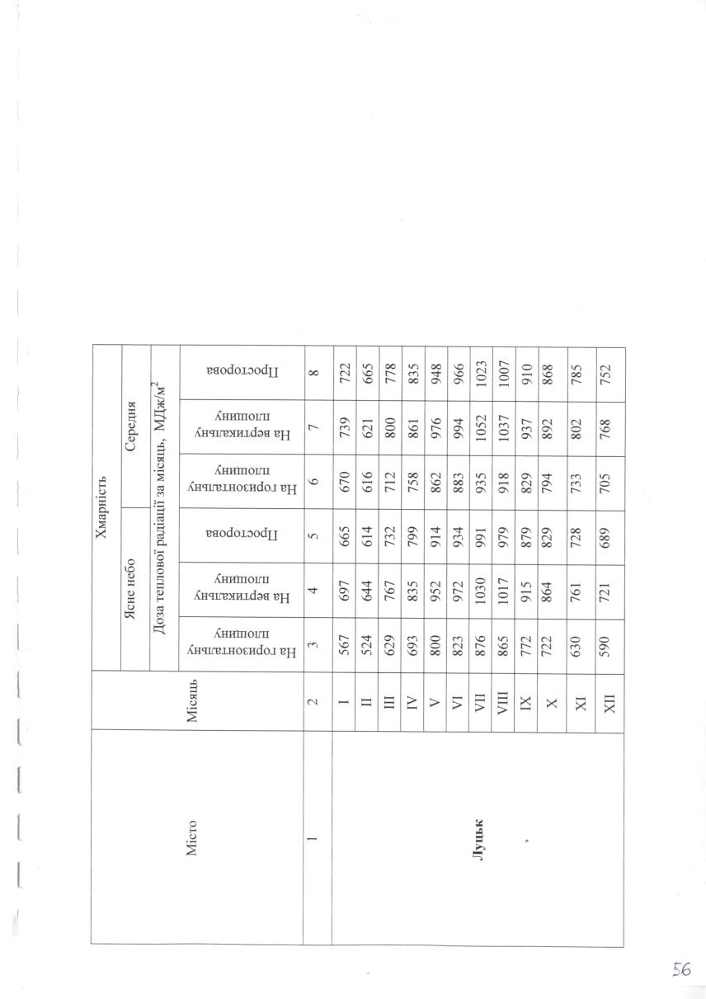 Місто Місяць Хмарність
Ясне небо Середня
Доза теплової радіації за місяць, МДж/м²
На горизонтальну площину На вертикальну площину Просторова На горизонтальну площину На вертикальну площину Просторова
1 2 3 4 5 6 7 8
Луцьк
I 567 697 665 670 739 722
II 524 644 614 616 621 665
III 629 767 732 712 800 778
IV 693 835 799 758 861 835
V 800 952 914 862 976 948
VI 823 972 934 883 994 966
VII 876 1030 991 935 1052 1023
VIII 865 1017 979 918 1037 1007
IX 772 915 879 829 937 910
X 722 864 829 794 892 868
XI 630 761 728 733 802 785
XII 590 721 689 705 768 752
56